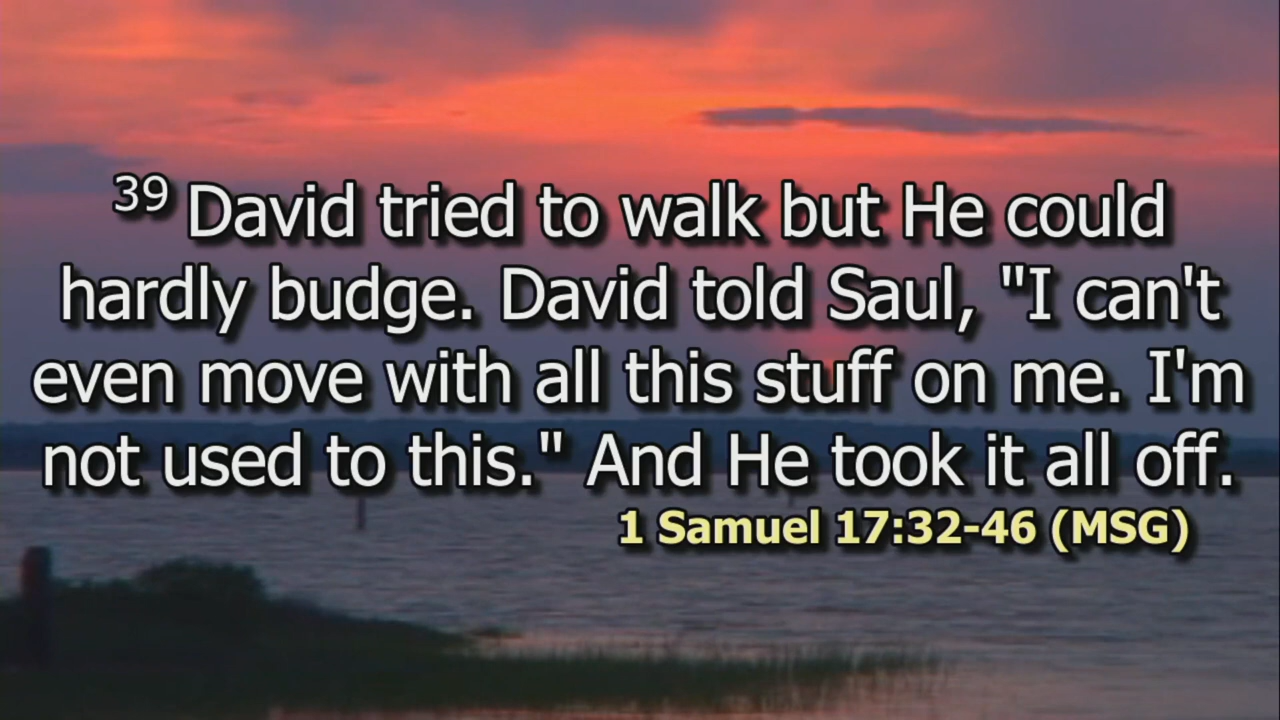 39 David tried to walk but He could
hardly budge. David told Saul, "I can't
even move with all this stuff on me. I'm
not used to this." And He took it all off.
1 Samuel 17:32-46 (MSG)